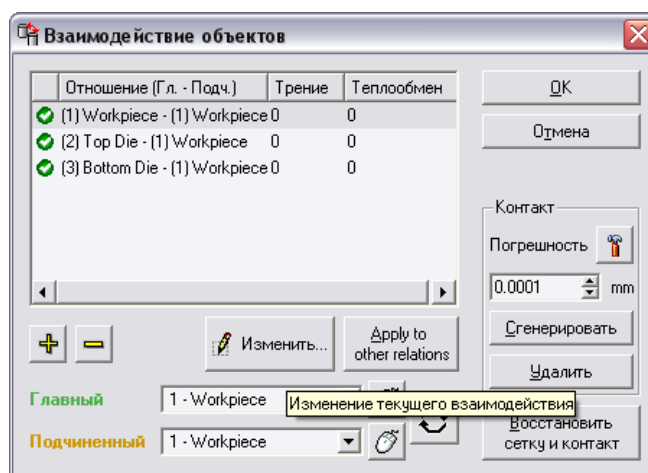 Взаимодействие объектов
Отношение (Гл. - Подч.) Трение Теплообмен
(1) Workpiece - (1) Workpiece 0 0
(2) Top Die - (1) Workpiece 0 0
(3) Bottom Die - (1) Workpiece 0 0
OK
Отмена
Контакт
Погрешность
0.0001 mm
Сгенерировать
Удалить
Восстановить
сетку и контакт
Изменить...
Apply to
other relations
Главный 1 - Workpiece
Изменение текущего взаимодействия
Подчиненный 1 - Workpiece